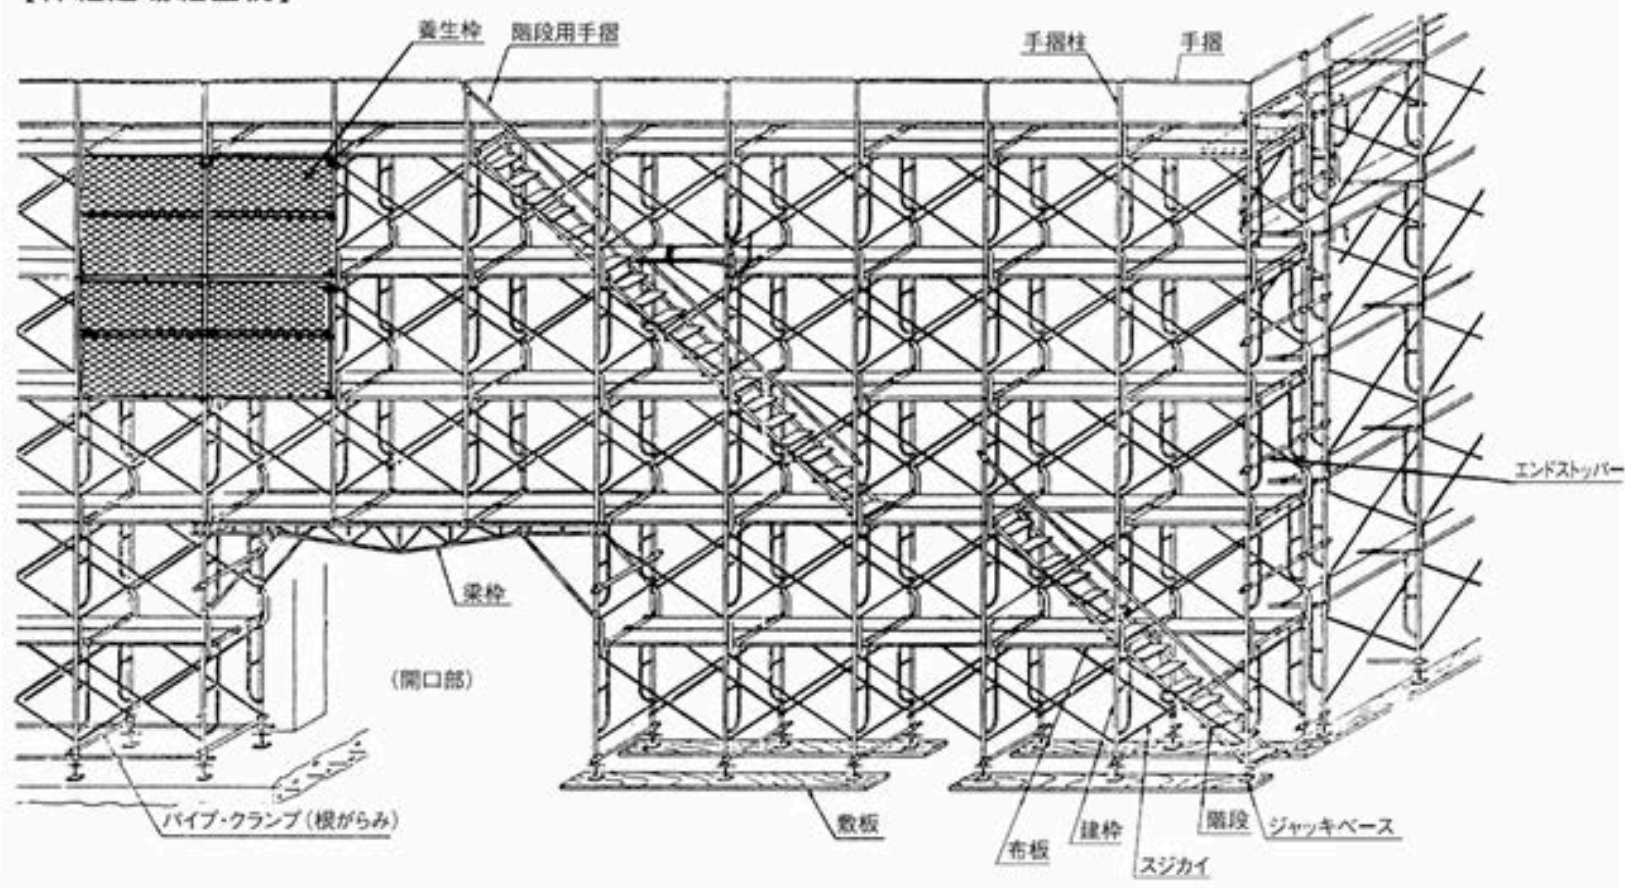 養生枠
階段用手摺
手摺柱
手摺
エンドストッパー
梁枠
(開口部)
パイプ・クランプ(根がらみ)
敷板
布板
建枠
スジカイ
階段
ジャッキベース